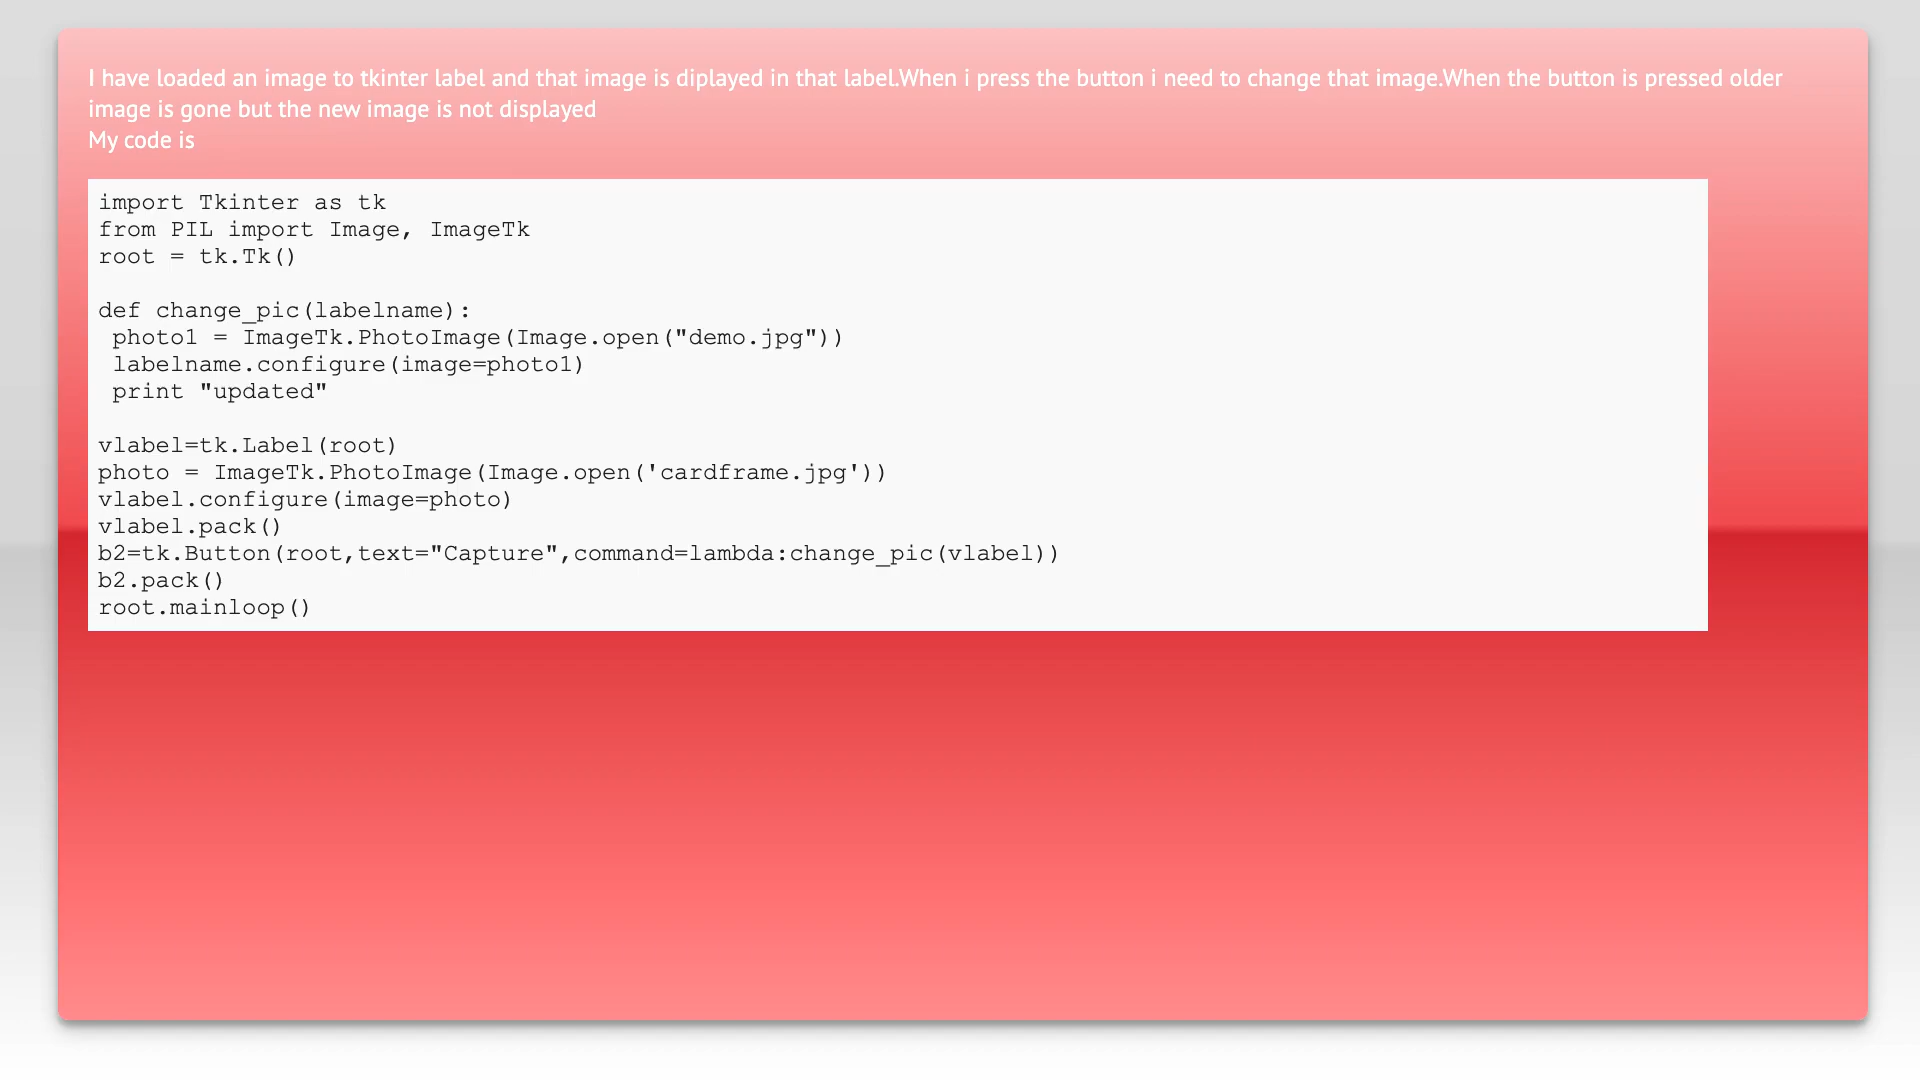 I have loaded an image to tkinter label and that image is diplayed in that label.When i press the button i need to change that image.When the button is pressed older
image is gone but the new image is not displayed
My code is
import Tkinter as tk
from PIL import Image, ImageTk
root = tk.Tk()
def change_pic(labelname):
 photo1 = ImageTk.PhotoImage(Image.open("demo.jpg"))
 labelname.configure(image=photo1)
 print "updated"
vlabel=tk.Label(root)
photo = ImageTk.PhotoImage(Image.open('cardframe.jpg'))
vlabel.configure(image=photo)
vlabel.pack()
b2=tk.Button(root,text="Capture",command=lambda:change_pic(vlabel))
b2.pack()
root.mainloop()